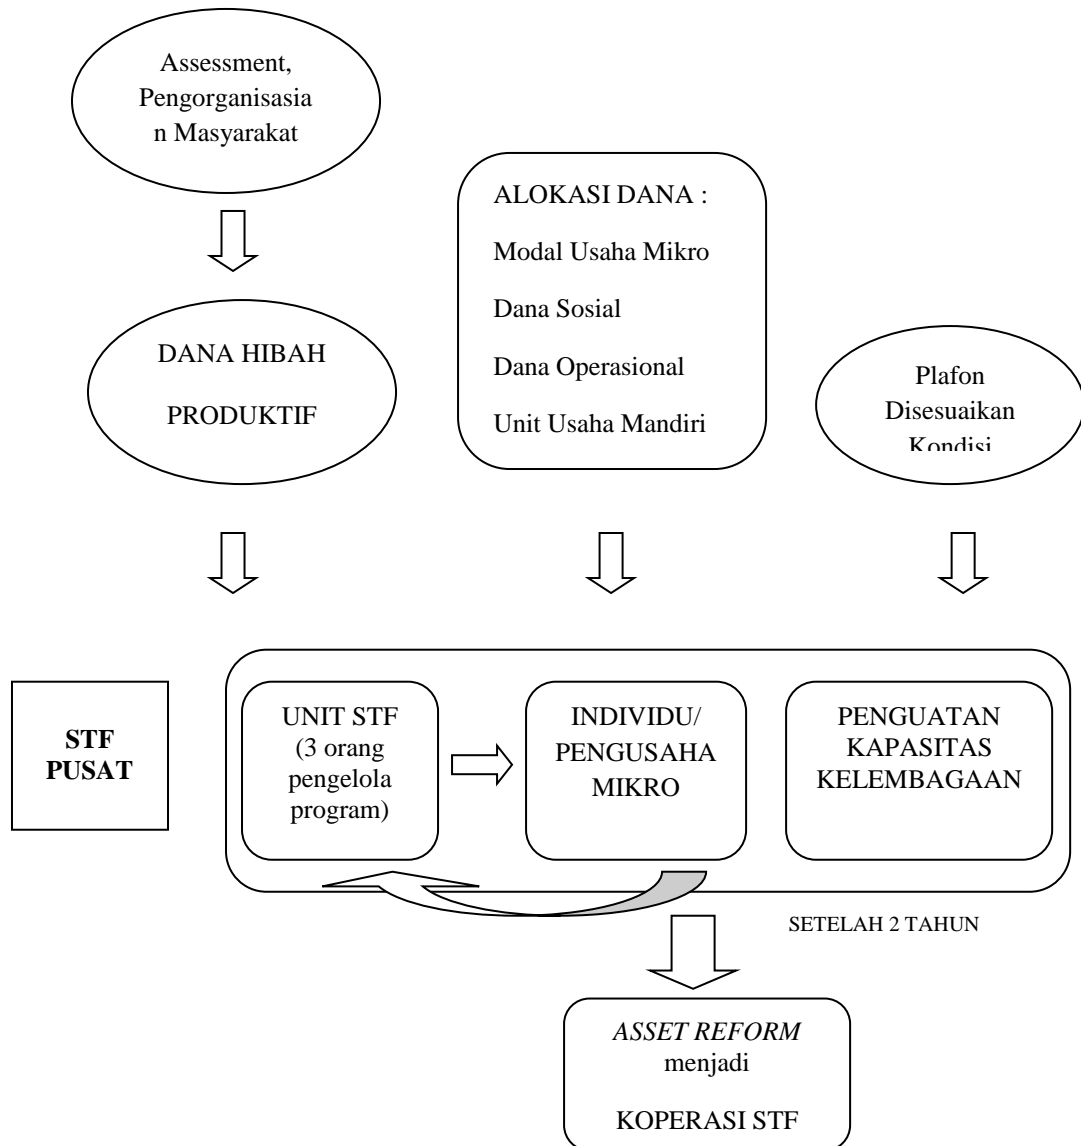 Assessment,
Pengorganisasia
n Masyarakat
ALOKASI DANA :
Modal Usaha Mikro
Dana Sosial
Dana Operasional
Unit Usaha Mandiri
DANA HIBAH
PRODUKTIF
Plafon
Disesuaikan
Kondisi
STF
PUSAT
UNIT STF
(3 orang
pengelola
program)
INDIVIDU/
PENGUSAHA
MIKRO
PENGUATAN
KAPASITAS
KELEMBAGAAN
SETELAH 2 TAHUN
ASSET REFORM
menjadi
KOPERASI STF